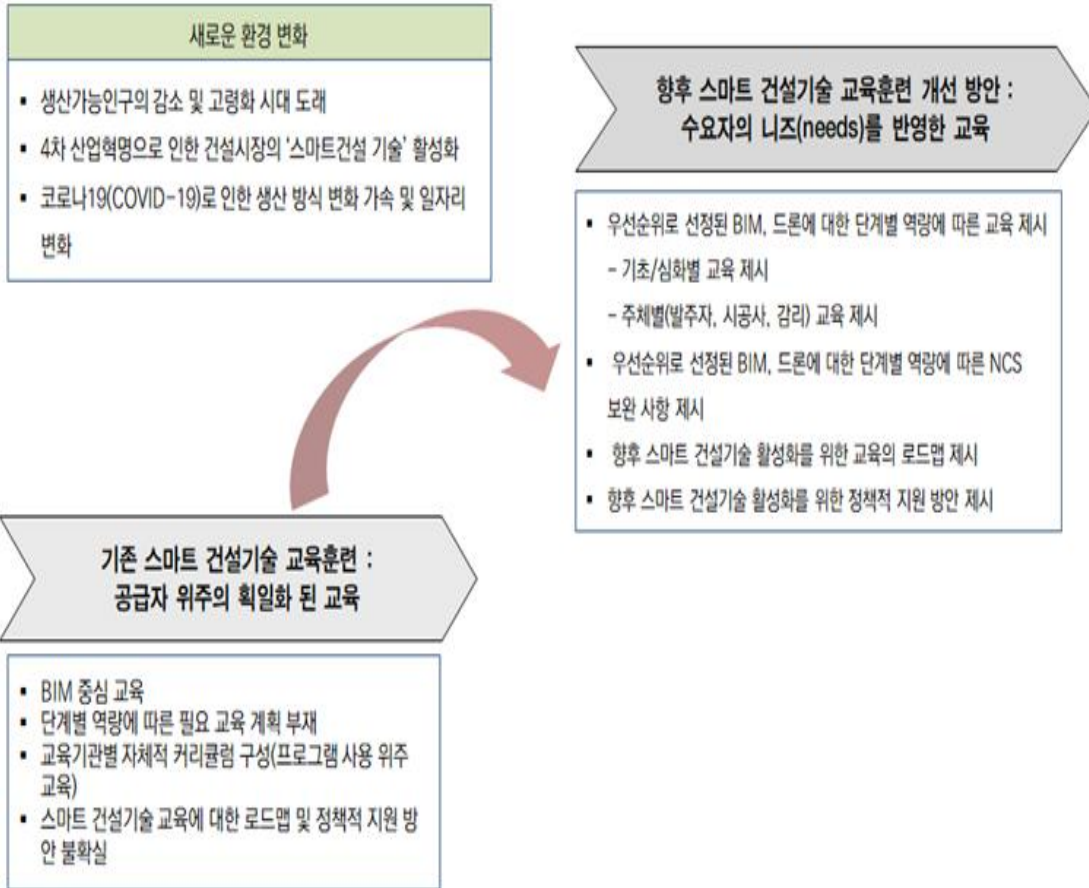 새로운 환경 변화
▪ 생산가능인구의 감소 및 고령화 시대 도래
▪ 4차 산업혁명으로 인한 건설시장의 '스마트건설 기술' 활성화
▪ 코로나19(COVID-19)로 인한 생산 방식 변화 가속 및 일자리
변화
향후 스마트 건설기술 교육훈련 개선 방안 :
수요자의 니즈(needs)를 반영한 교육
▪ 우선순위로 선정된 BIM, 드론에 대한 단계별 역량에 따른 교육 제시
- 기초/심화별 교육 제시
- 주체별(발주자, 시공사, 감리) 교육 제시
▪ 우선순위로 선정된 BIM, 드론에 대한 단계별 역량에 따른 NCS
보완 사항 제시
▪ 향후 스마트 건설기술 활성화를 위한 교육의 로드맵 제시
▪ 향후 스마트 건설기술 활성화를 위한 정책적 지원 방안 제시
기존 스마트 건설기술 교육훈련 :
공급자 위주의 획일화 된 교육
▪ BIM 중심 교육
▪ 단계별 역량에 따른 필요 교육 계획 부재
▪ 교육기관별 자체적 커리큘럼 구성(프로그램 사용 위주
교육)
▪ 스마트 건설기술 교육에 대한 로드맵 및 정책적 지원 방
안 불확실